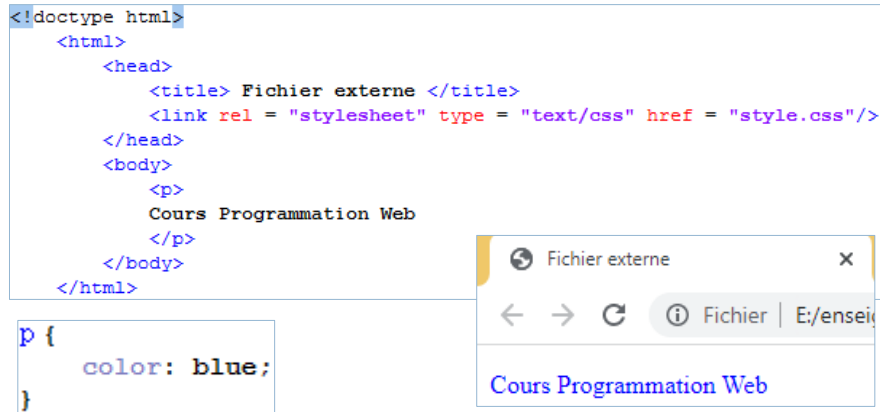 <!doctype html>
<html>
<head>
<title> Fichier externe </title>
<link rel = "stylesheet" type = "text/css" href = "style.css"/>
</head>
<body>
<p>
Cours Programmation Web
</p>
</body>
</html>
p {
color: blue;
}
Fichier externe
Fichier | E:/ensei
Cours Programmation Web